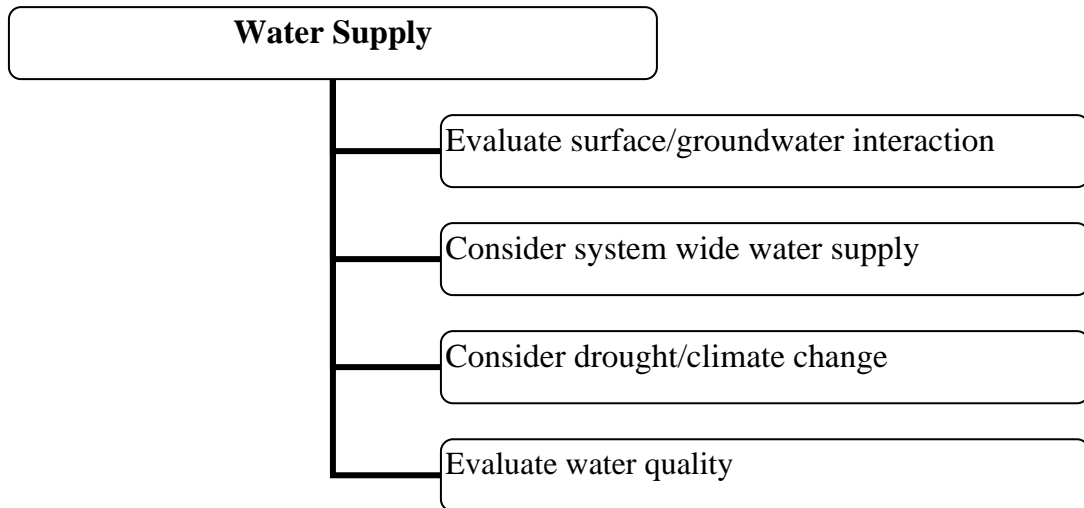 Water Supply
Evaluate surface/groundwater interaction
Consider system wide water supply
Consider drought/climate change
Evaluate water quality